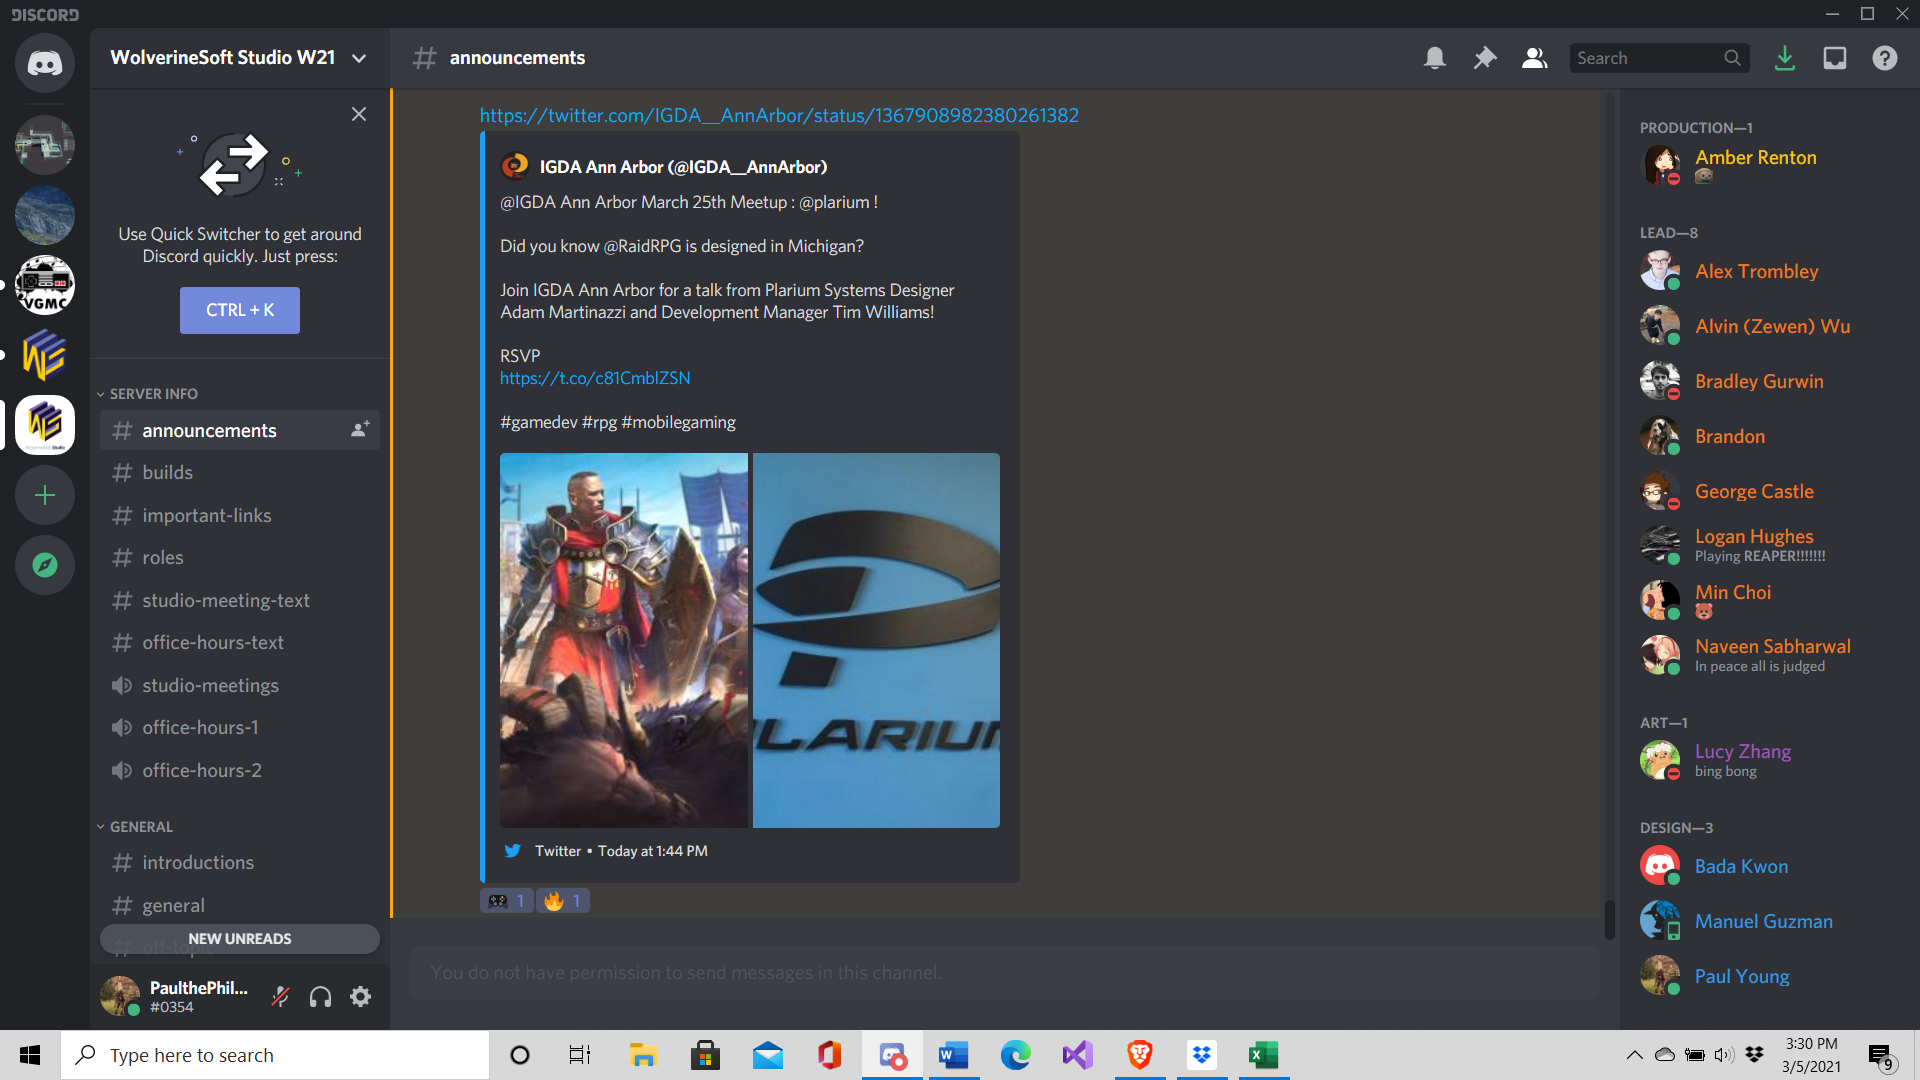 DISCORD
WolverineSoft Studio W21
announcements
Search
Use Quick Switcher to get around
Discord quickly. Just press:
CTRL + K
SERVER INFO
announcements
builds
important-links
roles
studio-meeting-text
office-hours-text
studio-meetings
office-hours-1
office-hours-2
GENERAL
introductions
general
off-topic
NEW UNREADS
PaulthePhil...
#0354
VGMC
https://twitter.com/IGDA__AnnArbor/status/1367908982380261382
IGDA Ann Arbor (@IGDA__AnnArbor)
@IGDA Ann Arbor March 25th Meetup : @plarium !
Did you know @RaidRPG is designed in Michigan?
Join IGDA Ann Arbor for a talk from Plarium Systems Designer
Adam Martinazzi and Development Manager Tim Williams!
RSVP
https://t.co/c81CmblZSN
#gamedev #rpg #mobilegaming
LARIUM
Twitter • Today at 1:44 PM
1
1
You do not have permission to send messages in this channel.
PRODUCTION—1
Amber Renton
LEAD—8
Alex Trombley
Alvin (Zewen) Wu
Bradley Gurwin
Brandon
George Castle
Logan Hughes
Playing REAPER!!!!!!!
Min Choi
Naveen Sabharwal
In peace all is judged
ART—1
Lucy Zhang
bing bong
DESIGN—3
Bada Kwon
Manuel Guzman
Paul Young
Type here to search
3:30 PM
3/5/2021
9